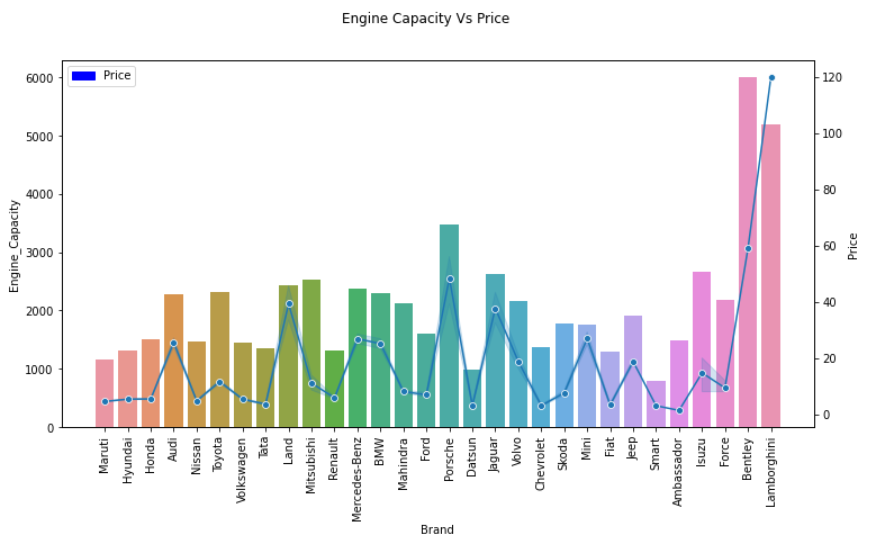 Engine Capacity Vs Price
Price
6000
5000
4000
3000
2000
1000
0
Engine_Capacity
120
100
80
60
40
20
0
Price
Maruti
Hyundai
Honda
Audi
Nissan
Toyota
Volkswagen
Tata
Land
Mitsubishi
Renault
Mercedes-Benz
BMW
Mahindra
Ford
Porsche
Datsun
Jaguar
Volvo
Chevrolet
Skoda
Mini
Fiat
Jeep
Smart
Ambassador
Isuzu
Force
Bentley
Lamborghini
Brand